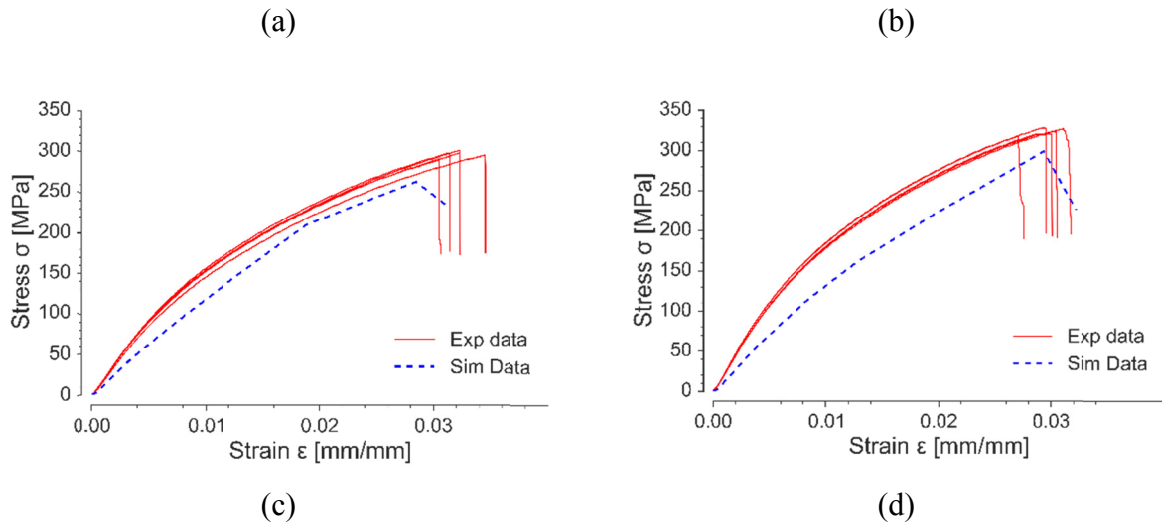 (a)
(b)
350
300
250
200
150
100
50
0
Stress σ [MPa]
Exp data
Sim Data
0.00
0.01
0.02
0.03
Strain ε [mm/mm]
(c)
350
300
250
200
150
100
50
0
Stress σ [MPa]
Exp data
Sim Data
0.00
0.01
0.02
0.03
Strain ε [mm/mm]
(d)